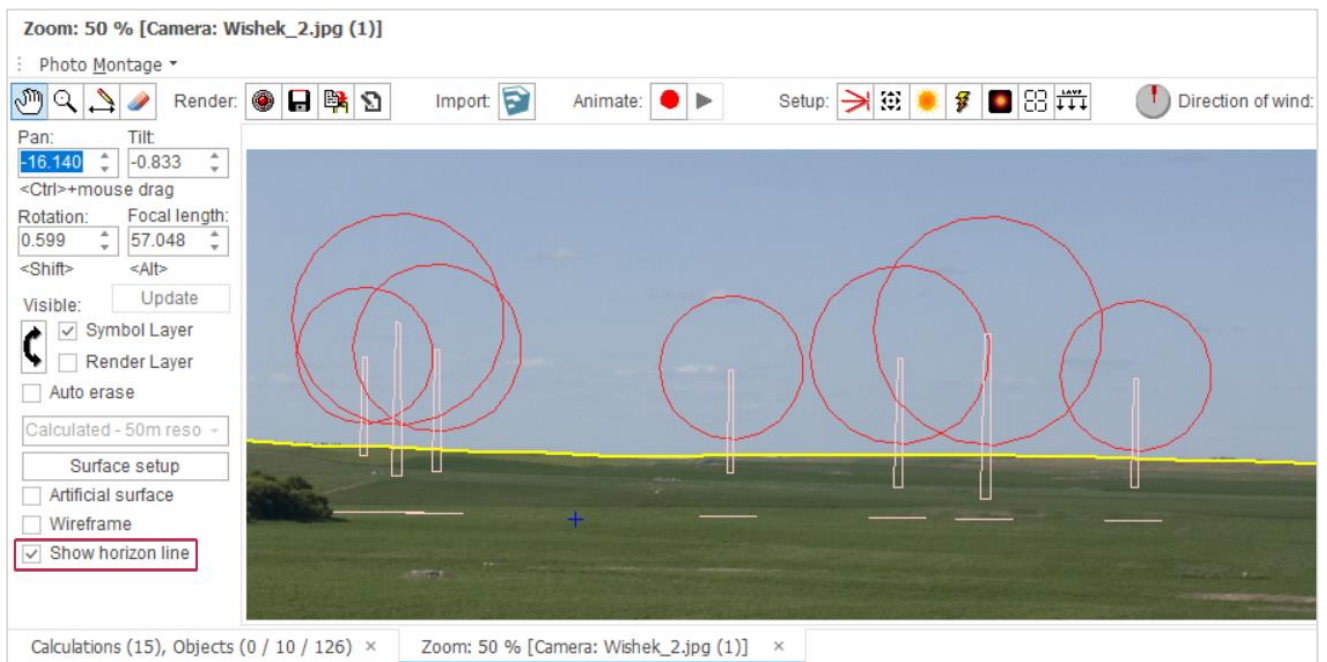 Zoom: 50 % [Camera: Wishek_2.jpg (1)]
Photo Montage
Render: Import: Animate: Setup: LAYP Direction of wind:
Pan: Tilt:
-16.140 -0.833
<Ctrl>+mouse drag
Rotation: Focal length:
0.599 57.048
<Shift> <Alt>
Visible: Update
Symbol Layer
Render Layer
Auto erase
Calculated - 50m reso
Surface setup
Artificial surface
Wireframe
Show horizon line
Calculations (15), Objects (0 / 10 / 126) × Zoom: 50 % [Camera: Wishek_2.jpg (1)] ×